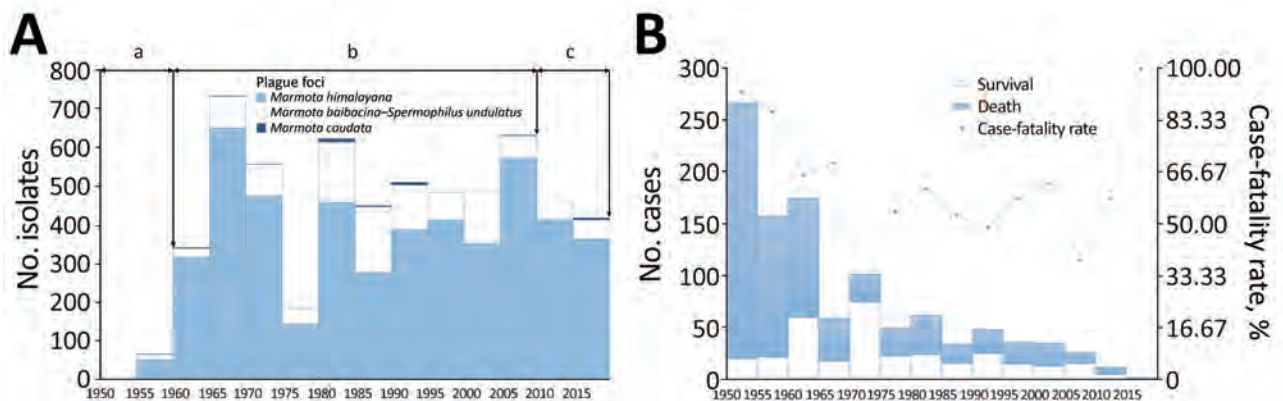 A
a b c
Plague foci
Marmota himalayana
Marmota baibacina–Spermophilus undulatus
Marmota caudata
No. isolates
800
700
600
500
400
300
200
100
0
1950 1955 1960 1965 1970 1975 1980 1985 1990 1995 2000 2005 2010 2015
B
Survival
Death
Case-fatality rate
No. cases
300
250
200
150
100
50
0
Case-fatality rate, %
100.00
83.33
66.67
50.00
33.33
16.67
0
1950 1955 1960 1965 1970 1975 1980 1985 1990 1995 2000 2005 2010 2015